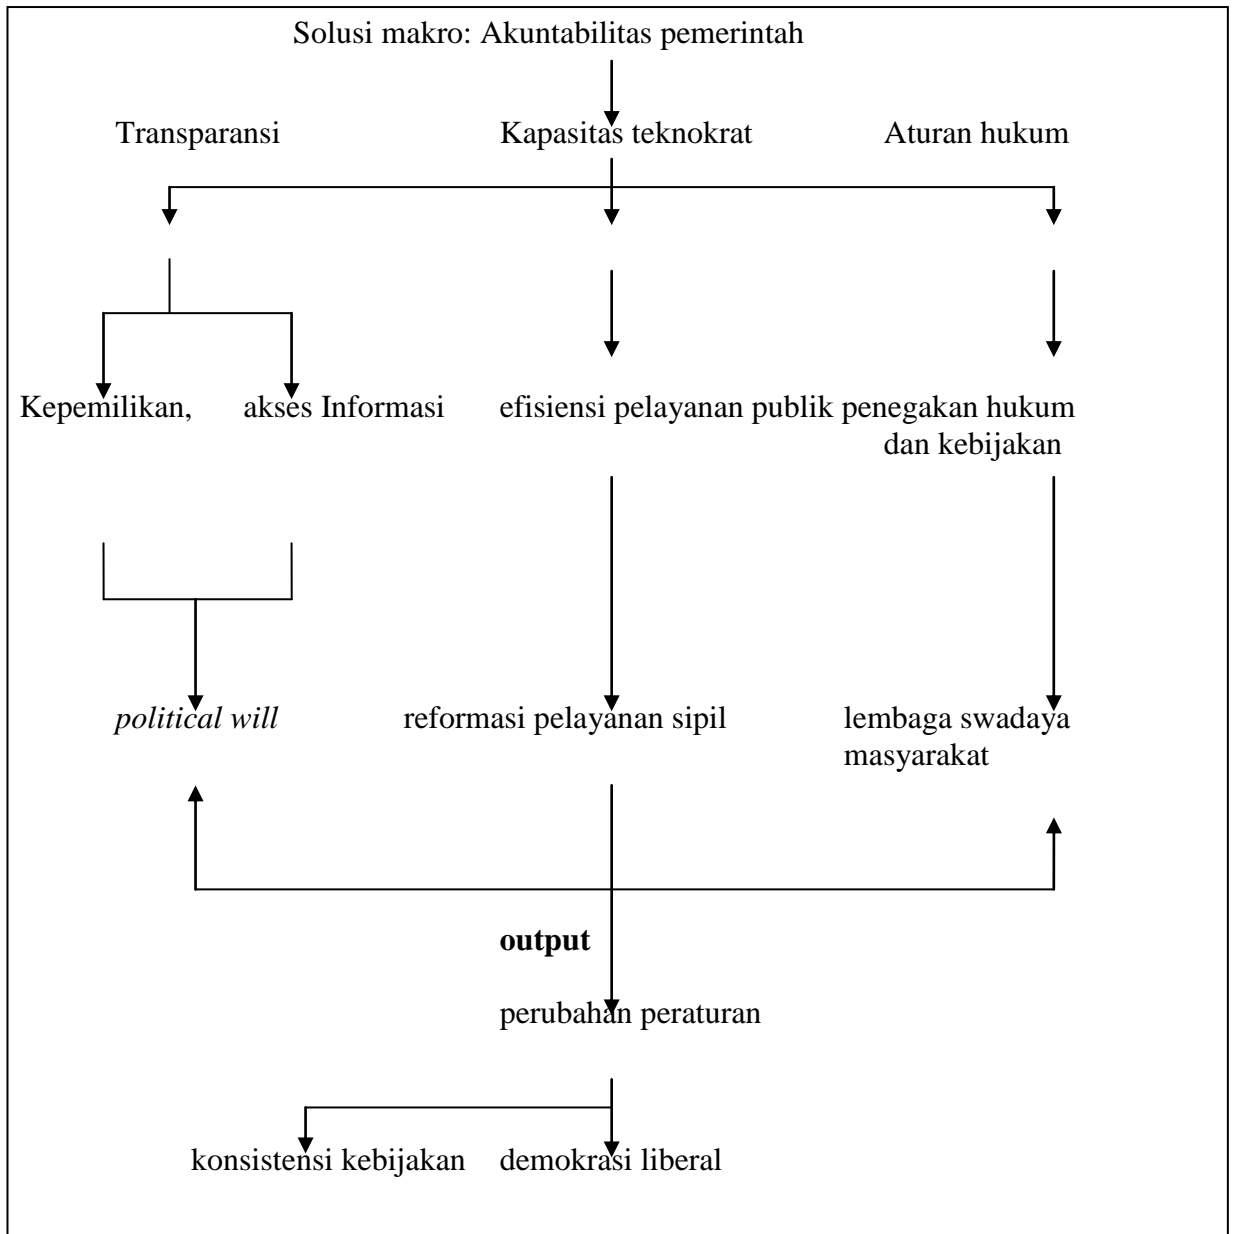 Solusi makro: Akuntabilitas pemerintah
Transparansi Kapasitas teknokrat Aturan hukum
Kepemilikan, akses Informasi efisiensi pelayanan publik penegakan hukum
dan kebijakan
political will reformasi pelayanan sipil lembaga swadaya
masyarakat
output
perubahan peraturan
konsistensi kebijakan demokrasi liberal